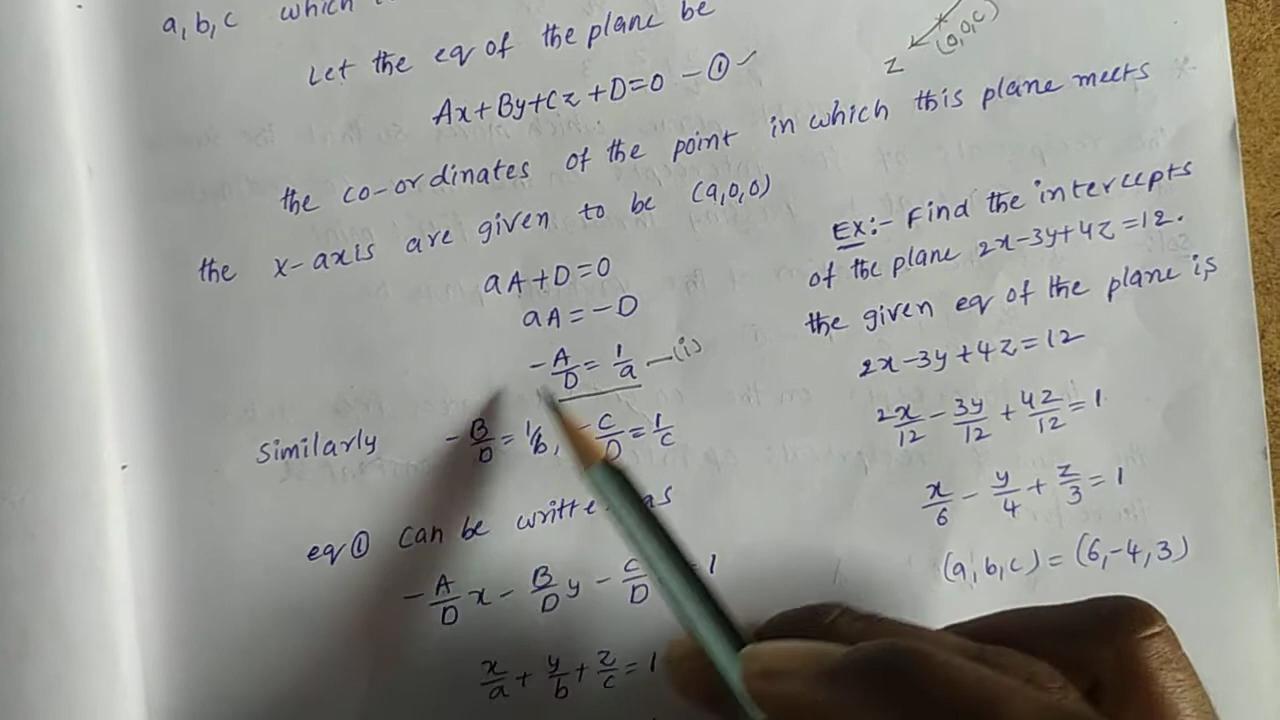 a, b, c which
Let the eq of the plane be
Ax+By+Cz+D=0 -①
the co-ordinates of the point in which this plane meets
the x-axis are given to be (a,0,0)
aA+D=0
aA=-D
-A/D = 1/a -(i)
Similarly -B/D = 1/b, -C/D = 1/c
eq① can be written as
-A/D x - B/D y - C/D = 1
x/a + y/b + z/c = 1
z
(0,0,c)
EX:- Find the intercepts
of the plane 2x-3y+4z=12.
the given eq of the plane is
2x-3y+4z=12
2x/12 - 3y/12 + 4z/12 = 1
x/6 - y/4 + z/3 = 1
(a,b,c) = (6,-4,3)